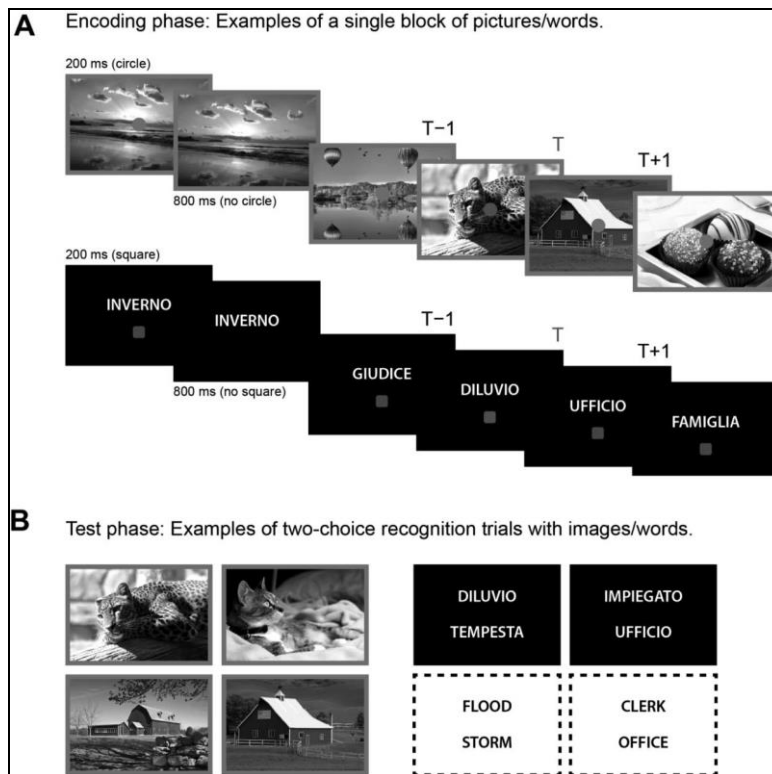 A Encoding phase: Examples of a single block of pictures/words.
200 ms (circle)
T−1
T
T+1
800 ms (no circle)
200 ms (square)
INVERNO
INVERNO
T−1
T
T+1
GIUDICE
DILUVIO
UFFICIO
FAMIGLIA
800 ms (no square)
B Test phase: Examples of two-choice recognition trials with images/words.
DILUVIO
TEMPESTA
IMPIEGATO
UFFICIO
FLOOD
STORM
CLERK
OFFICE